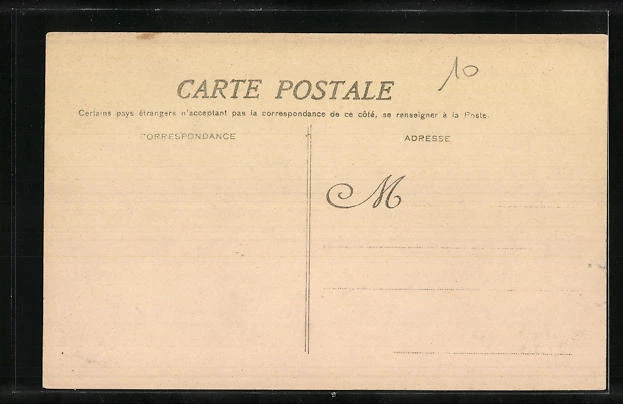 CARTE POSTALE
10
Certains pays étrangers n'acceptant pas la correspondance de ce côté, se renseigner à la Poste.
CORRESPONDANCE
ADRESSE
M